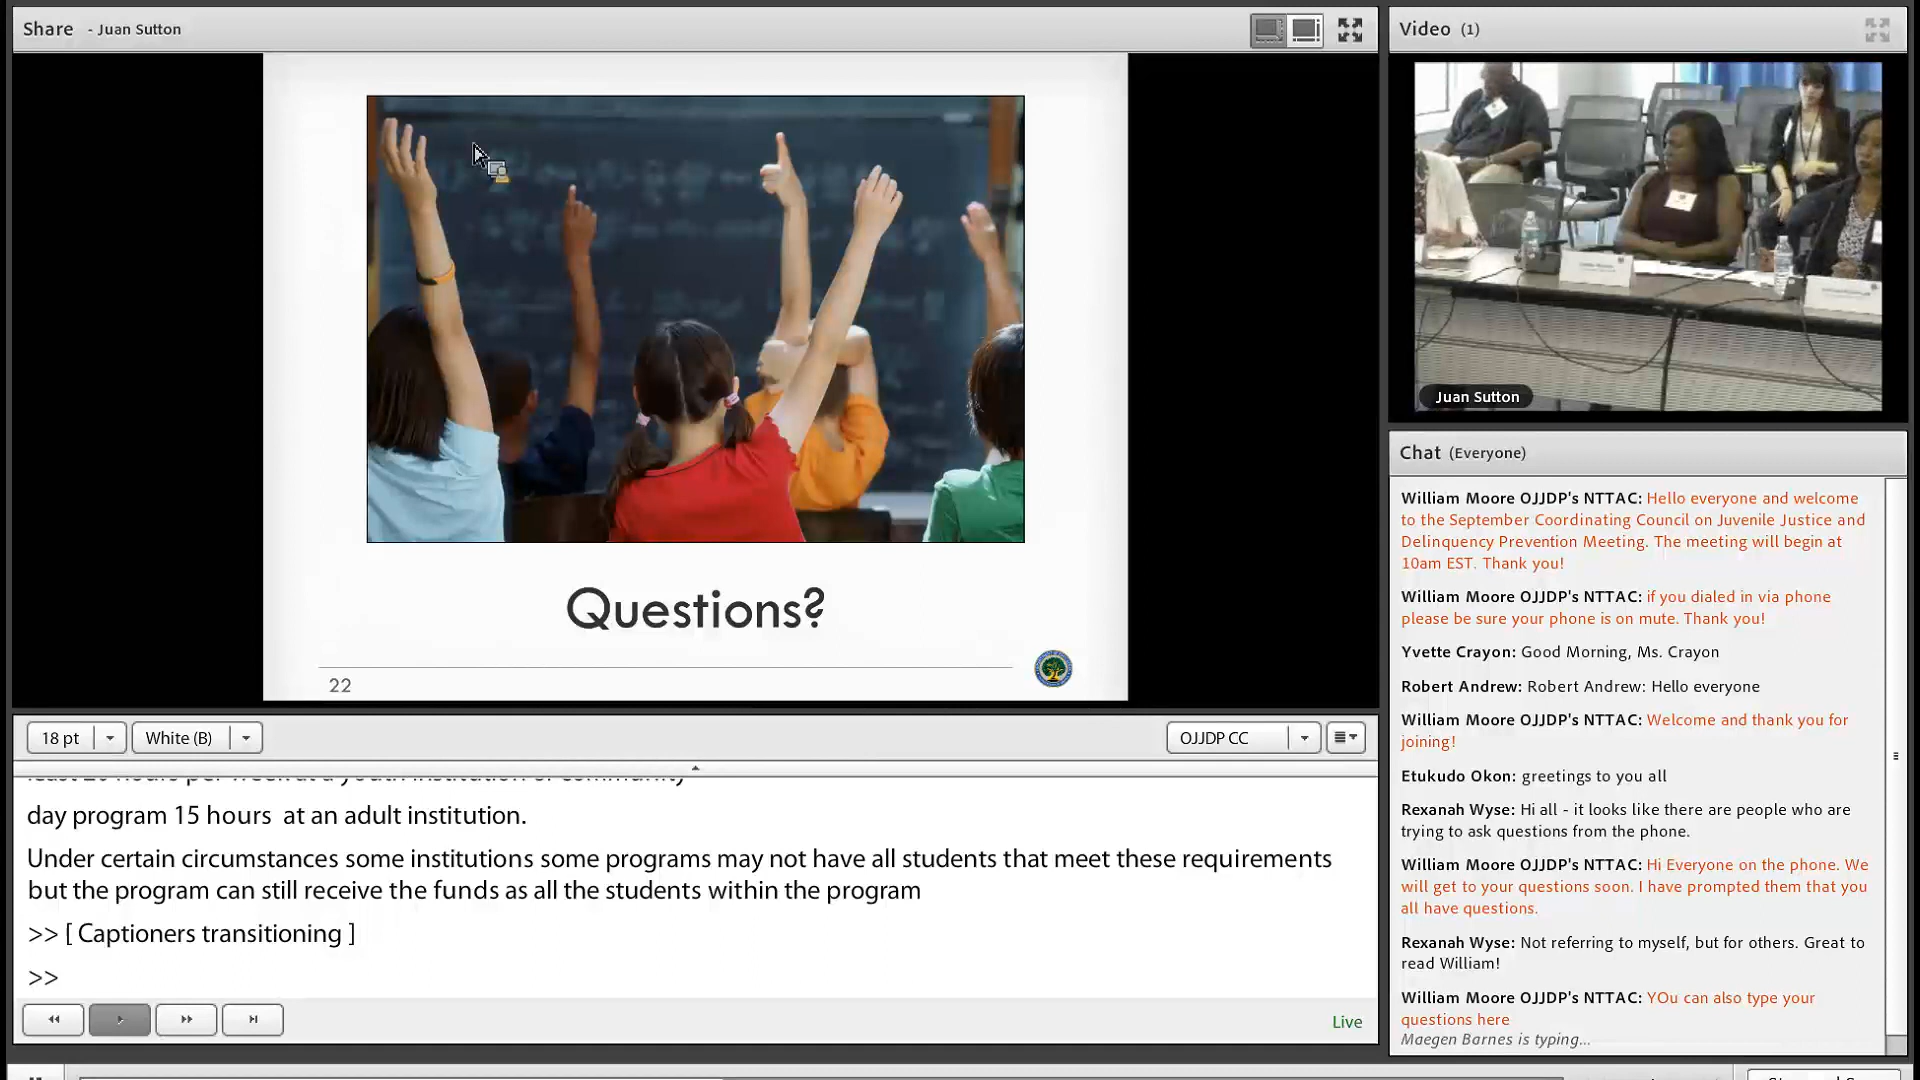 Share - Juan Sutton
Questions?
22
18 pt
White (B)
OJJDP CC
day program 15 hours at an adult institution.
Under certain circumstances some institutions some programs may not have all students that meet these requirements
but the program can still receive the funds as all the students within the program
>> [ Captioners transitioning ]
>>
Live
Video (1)
Juan Sutton
Chat (Everyone)
William Moore OJJDP's NTTAC: Hello everyone and welcome
to the September Coordinating Council on Juvenile Justice and
Delinquency Prevention Meeting. The meeting will begin at
10am EST. Thank you!
William Moore OJJDP's NTTAC: if you dialed in via phone
please be sure your phone is on mute. Thank you!
Yvette Crayon: Good Morning, Ms. Crayon
Robert Andrew: Robert Andrew: Hello everyone
William Moore OJJDP's NTTAC: Welcome and thank you for
joining!
Etukudo Okon: greetings to you all
Rexanah Wyse: Hi all - it looks like there are people who are
trying to ask questions from the phone.
William Moore OJJDP's NTTAC: Hi Everyone on the phone. We
will get to your questions soon. I have prompted them that you
all have questions.
Rexanah Wyse: Not referring to myself, but for others. Great to
read William!
William Moore OJJDP's NTTAC: YOu can also type your
questions here
Maegen Barnes is typing...